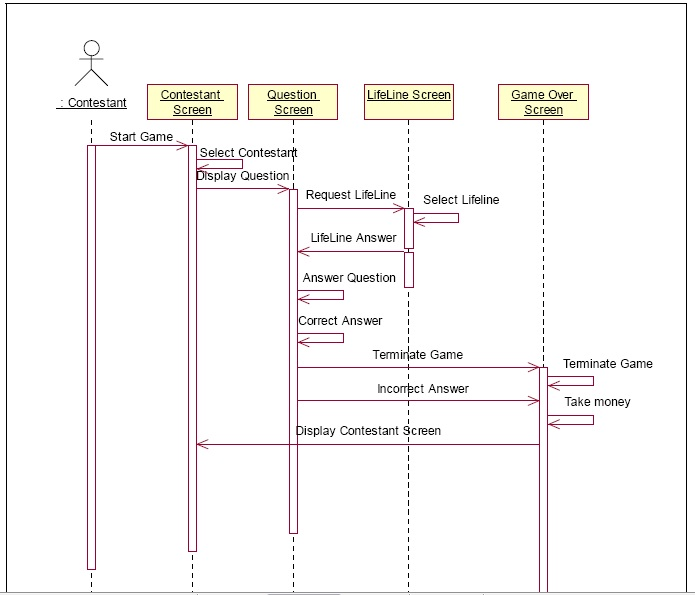 : Contestant
Contestant
Screen
Question
Screen
LifeLine Screen
Game Over
Screen
Start Game
Select Contestant
Display Question
Request LifeLine
Select Lifeline
LifeLine Answer
Answer Question
Correct Answer
Terminate Game
Terminate Game
Incorrect Answer
Take money
Display Contestant Screen